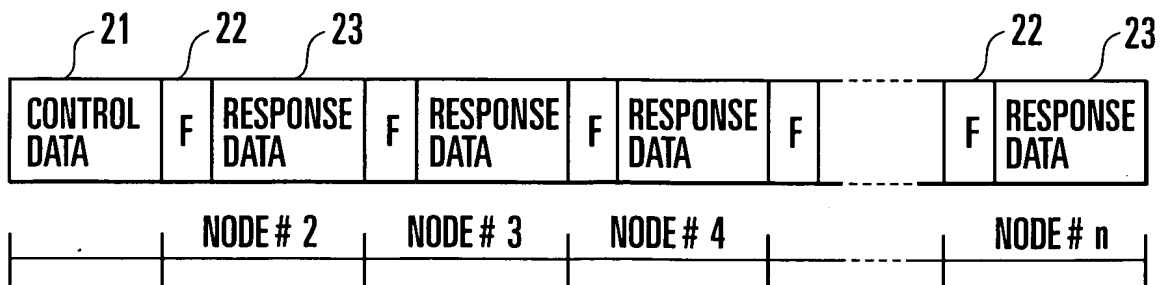 21 22 23 22 23
CONTROL DATA F RESPONSE DATA F RESPONSE DATA F RESPONSE DATA F F RESPONSE DATA
NODE # 2 NODE # 3 NODE # 4 NODE # n